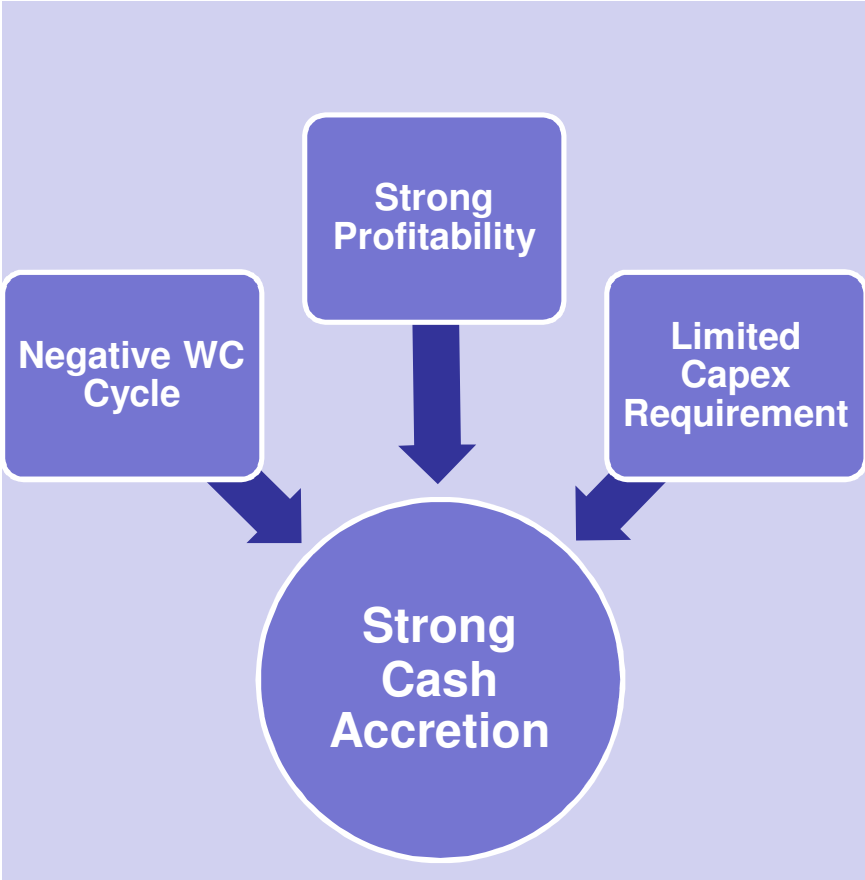 Strong
Profitability
Negative WC
Cycle
Limited
Capex
Requirement
Strong
Cash
Accretion